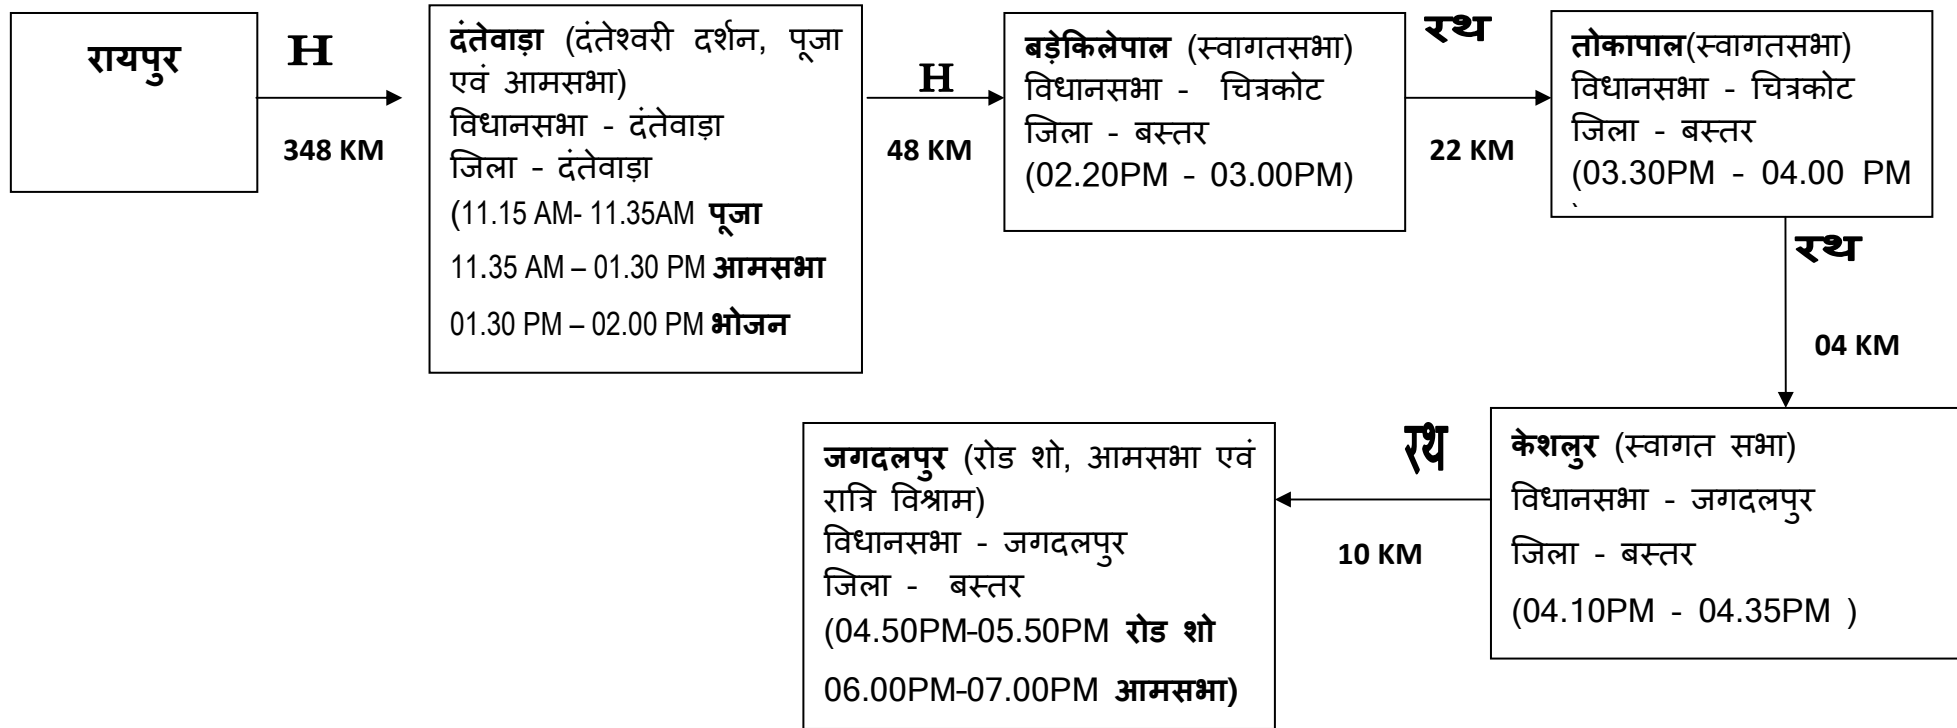 रायपुर
H
348 KM
दंतेवाड़ा (दंतेश्वरी दर्शन, पूजा
एवं आमसभा)
विधानसभा - दंतेवाड़ा
जिला - दंतेवाड़ा
(11.15 AM- 11.35AM पूजा
11.35 AM – 01.30 PM आमसभा
01.30 PM – 02.00 PM भोजन
H
48 KM
बड़ेकिलेपाल (स्वागतसभा)
विधानसभा - चित्रकोट
जिला - बस्तर
(02.20PM - 03.00PM)
रथ
22 KM
तोकापाल(स्वागतसभा)
विधानसभा - चित्रकोट
जिला - बस्तर
(03.30PM - 04.00 PM
रथ
04 KM
केशलुर (स्वागत सभा)
विधानसभा - जगदलपुर
जिला - बस्तर
(04.10PM - 04.35PM )
रथ
10 KM
जगदलपुर (रोड शो, आमसभा एवं
रात्रि विश्राम)
विधानसभा - जगदलपुर
जिला - बस्तर
(04.50PM-05.50PM रोड शो
06.00PM-07.00PM आमसभा)